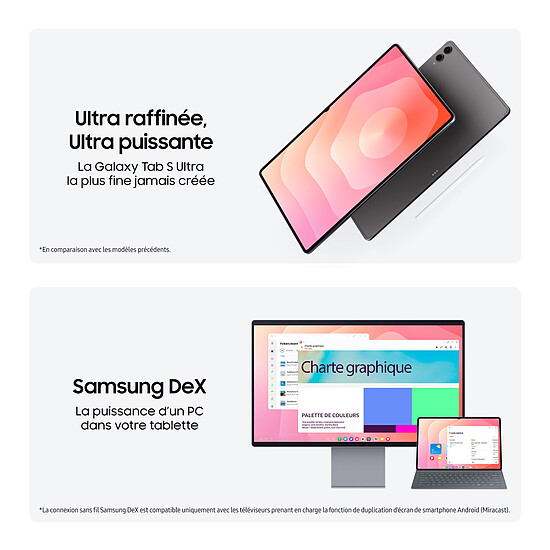 Ultra raffinée,
Ultra puissante
La Galaxy Tab S Ultra
la plus fine jamais créée
*En comparaison avec les modèles précédents.
Samsung DeX
La puissance d'un PC
dans votre tablette
Charte graphique
PALETTE DE COULEURS
*La connexion sans fil Samsung DeX est compatible uniquement avec les téléviseurs prenant en charge la fonction de duplication d'écran de smartphone Android (Miracast).